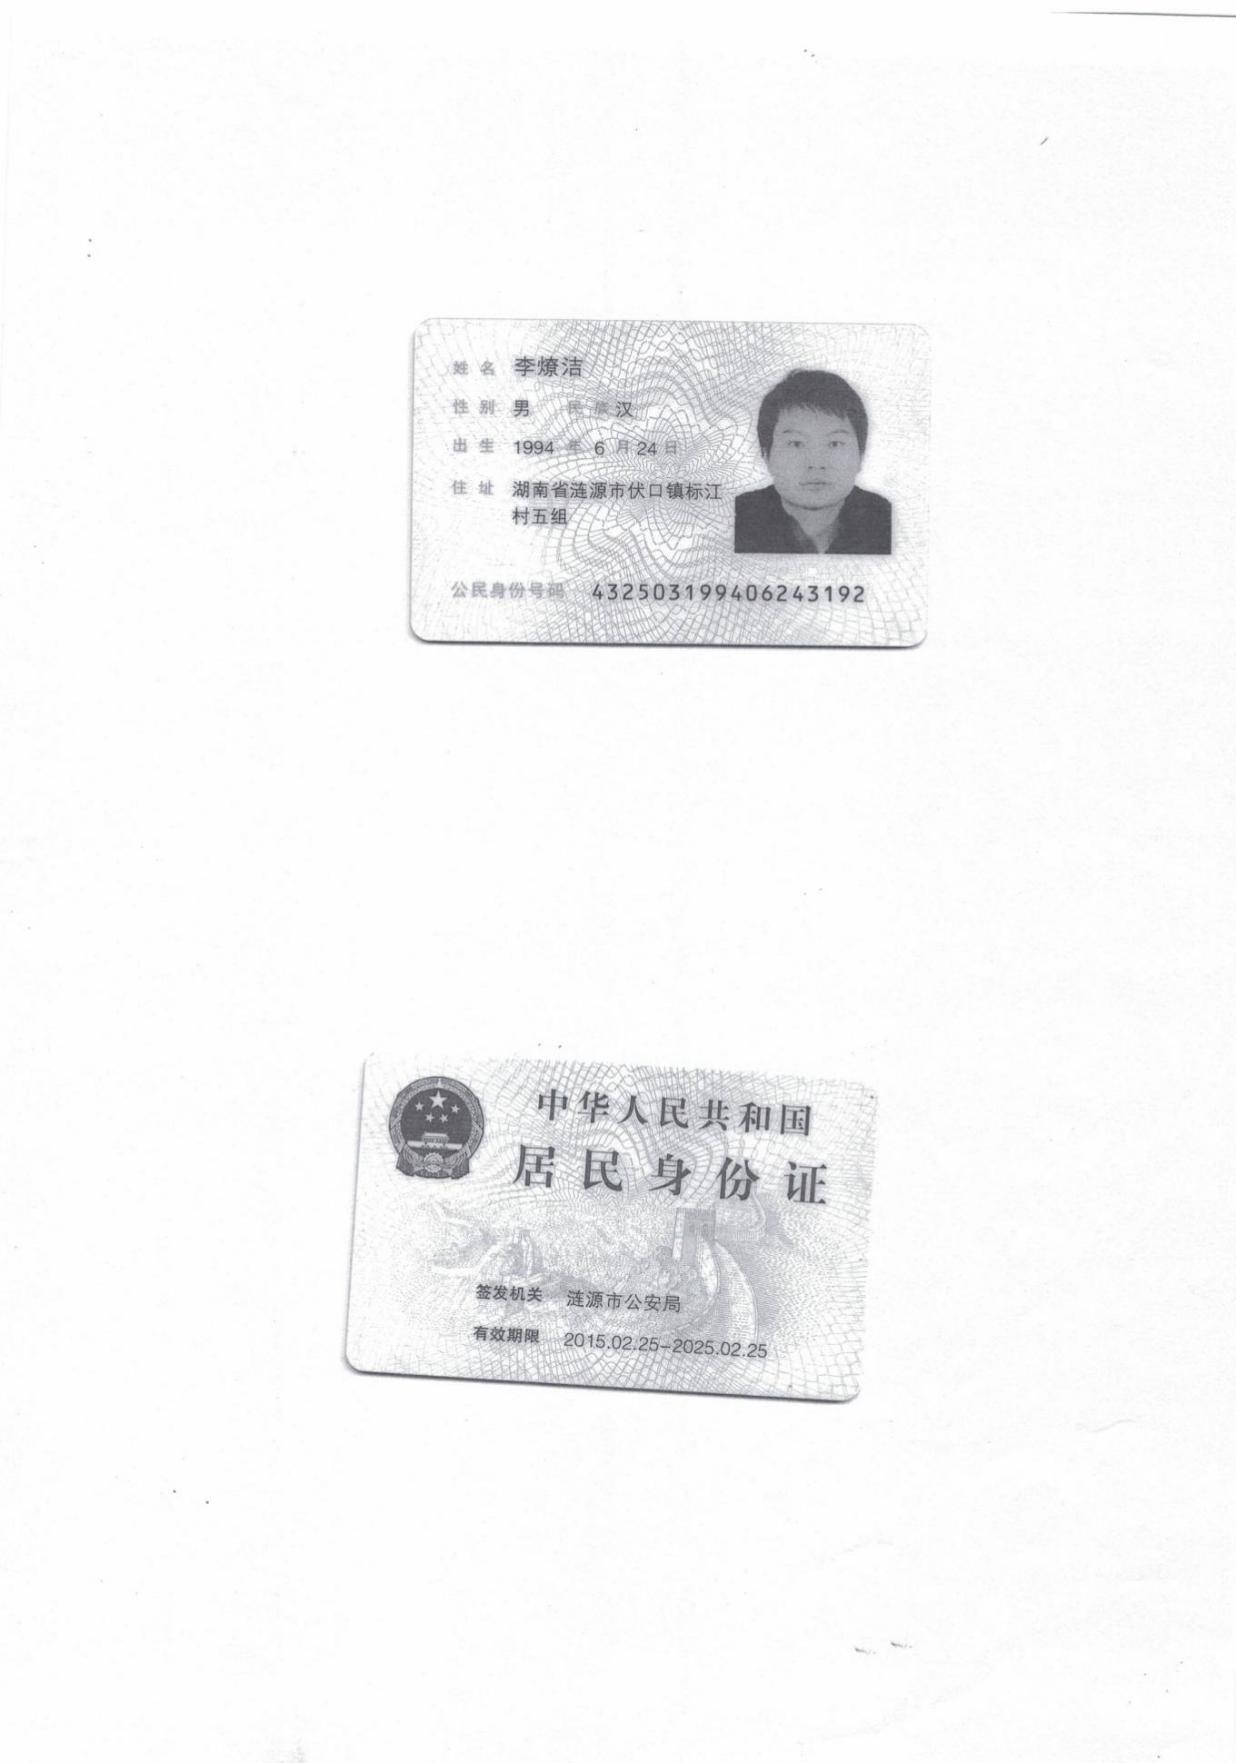 姓名 李燎洁
性别 男 民族 汉
出生 1994 年 6 月 24 日
住址 湖南省涟源市伏口镇标江
村五组
公民身份号码 432503199406243192
中华人民共和国
居民身份证
签发机关 涟源市公安局
有效期限 2015.02.25-2025.02.25